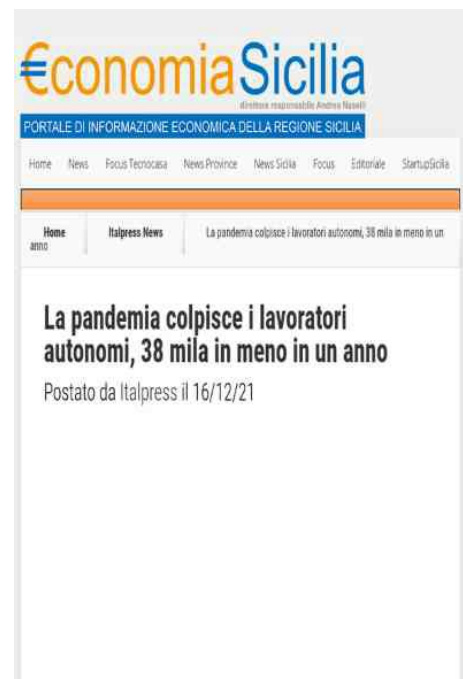 €conomiaSicilia
direttore responsabile Andrea Naselli
PORTALE DI INFORMAZIONE ECONOMICA DELLA REGIONE SICILIA
Home News Focus Tecnocasa News Province News Sicilia Focus Editoriale StartupSicilia
Home Italpress News La pandemia colpisce i lavoratori autonomi, 38 mila in meno in un
anno
La pandemia colpisce i lavoratori
autonomi, 38 mila in meno in un anno
Postato da Italpress il 16/12/21